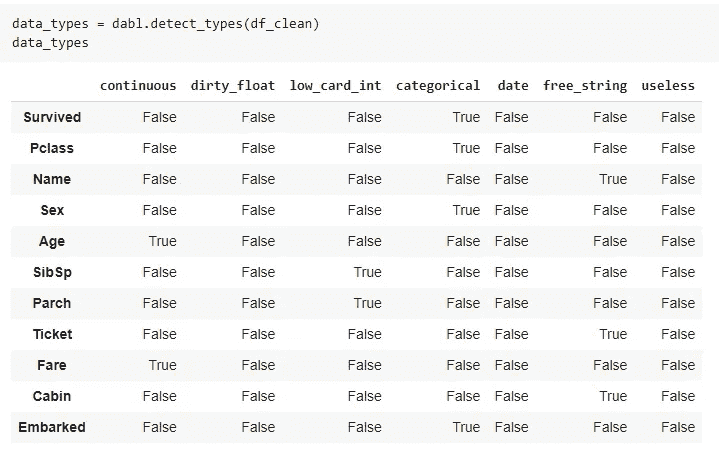 data_types = dabl.detect_types(df_clean)
data_types
continuous dirty_float low_card_int categorical date free_string useless
Survived False False False True False False False
Pclass False False False True False False False
Name False False False False False True False
Sex False False False True False False False
Age True False False False False False False
SibSp False False True False False False False
Parch False False True False False False False
Ticket False False False False False True False
Fare True False False False False False False
Cabin False False False False False True False
Embarked False False False True False False False